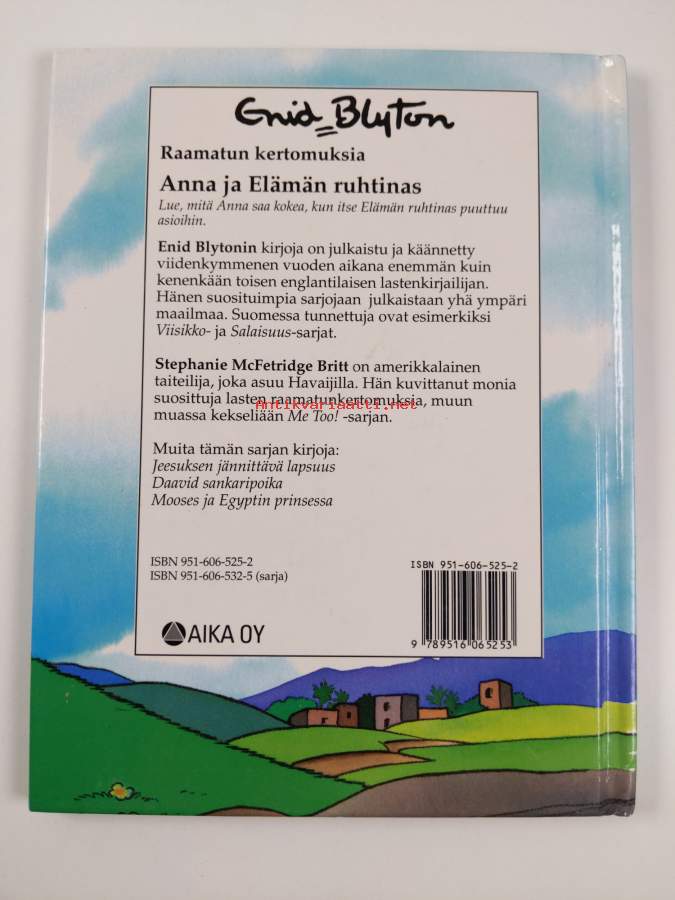 Enid Blyton
Raamatun kertomuksia
Anna ja Elämän ruhtinas
Lue, mitä Anna saa kokea, kun itse Elämän ruhtinas puuttuu
asioihin.
Enid Blytonin kirjoja on julkaistu ja käännetty
viidenkymmenen vuoden aikana enemmän kuin
kenenkään toisen englantilaisen lastenkirjailijan.
Hänen suosituimpia sarjojaan julkaistaan yhä ympäri
maailmaa. Suomessa tunnettuja ovat esimerkiksi
Viisikko- ja Salaisuus-sarjat.
Stephanie McFetridge Britt on amerikkalainen
taiteilija, joka asuu Havaijilla. Hän kuvittanut monia
suosittuja lasten raamatunkertomuksia, muun
Antikvariaatti.net
muassa kekseliään Me Too! -sarjan.
Muita tämän sarjan kirjoja:
Jeesuksen jännittävä lapsuus
Daavid sankaripoika
Mooses ja Egyptin prinsessa
ISBN 951-606-525-2
ISBN 951-606-532-5 (sarja)
ISBN 951-606-525-2
9 789516 065253
AIKA OY